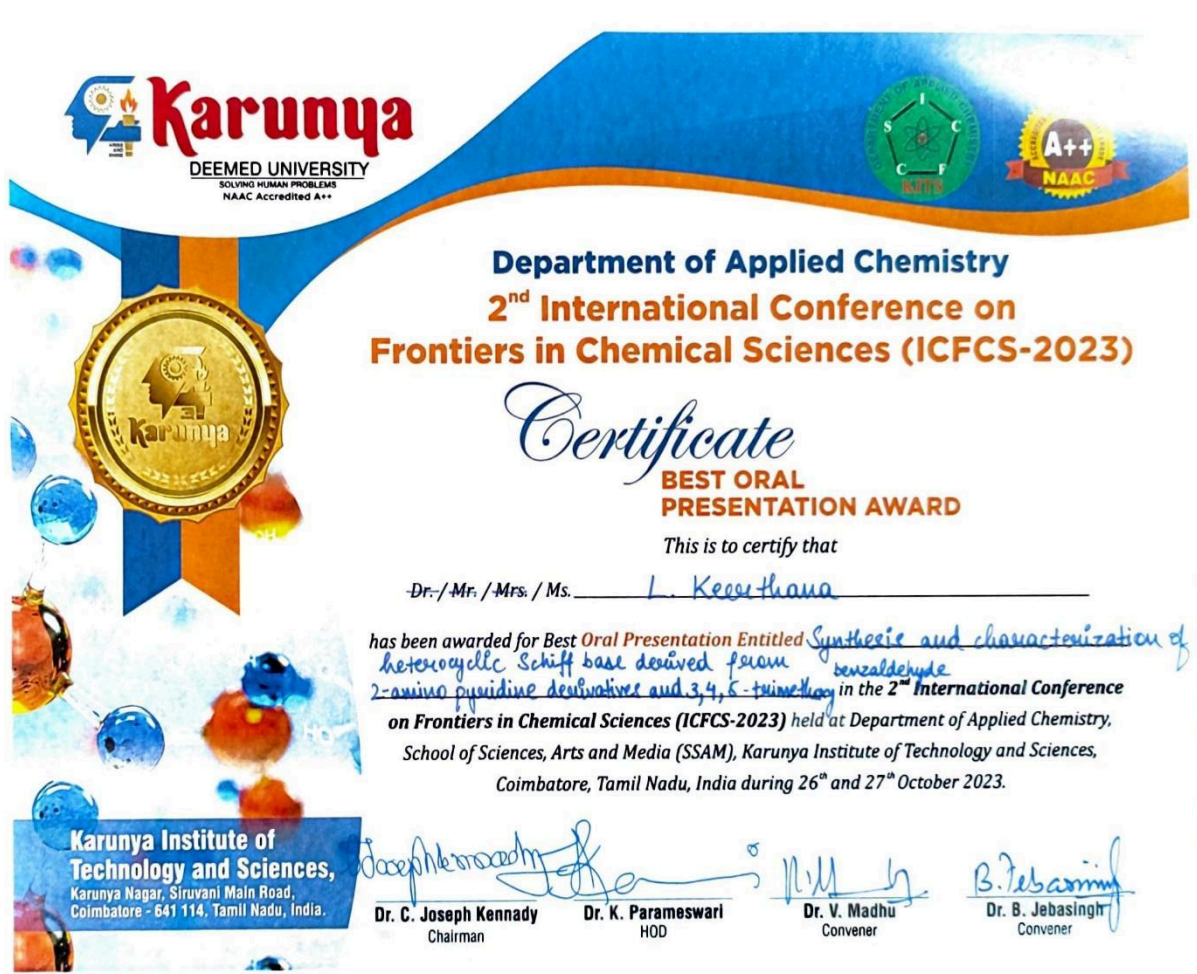 Karunya
DEEMED UNIVERSITY
SOLVING HUMAN PROBLEMS
NAAC Accredited A++
DEPARTMENT OF APPLIED CHEMISTRY
I
S C
C F
KITS
A++
NAAC
Department of Applied Chemistry
2nd International Conference on
Frontiers in Chemical Sciences (ICFCS-2023)
Karunya
Certificate
BEST ORAL
PRESENTATION AWARD
This is to certify that
Dr. / Mr. / Mrs. / Ms. L. Keerthana
has been awarded for Best Oral Presentation Entitled Synthesis and characterization of
heterocyclic Schiff base derived from benzaldehyde
2-amino pyridine derivatives and 3,4,5-trimethoxy in the 2nd International Conference
on Frontiers in Chemical Sciences (ICFCS-2023) held at Department of Applied Chemistry,
School of Sciences, Arts and Media (SSAM), Karunya Institute of Technology and Sciences,
Coimbatore, Tamil Nadu, India during 26th and 27th October 2023.
Karunya Institute of
Technology and Sciences,
Karunya Nagar, Siruvani Main Road,
Coimbatore - 641 114. Tamil Nadu, India.
B. Jebasingh
Dr. C. Joseph Kennady
Chairman
Dr. K. Parameswari
HOD
Dr. V. Madhu
Convener
Dr. B. Jebasingh
Convener